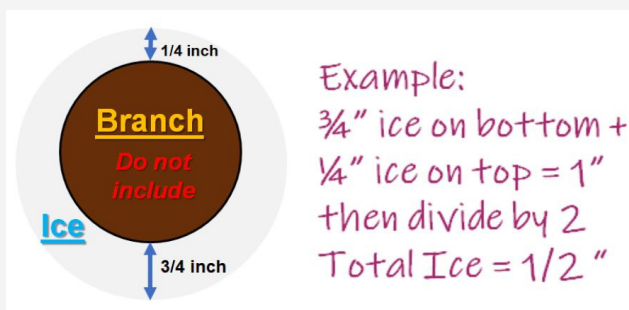 1/4 inch
Branch
Do not
include
Ice
3/4 inch
Example:
¾" ice on bottom +
¼" ice on top = 1"
then divide by 2
Total Ice = 1/2 "